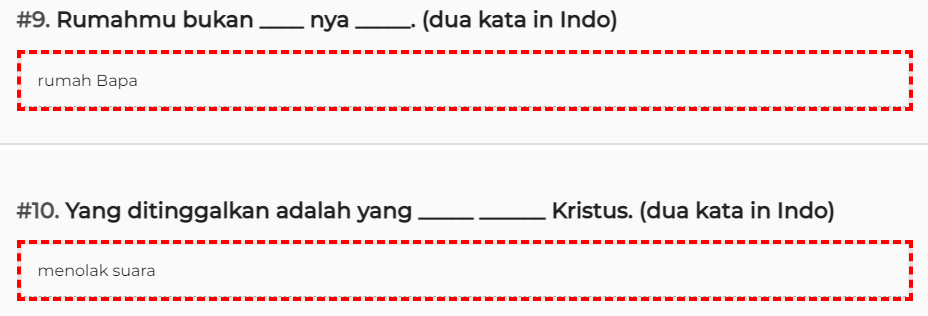 #9. Rumahmu bukan ____ nya _____. (dua kata in Indo)
rumah Bapa
#10. Yang ditinggalkan adalah yang _____ ______ Kristus. (dua kata in Indo)
menolak suara